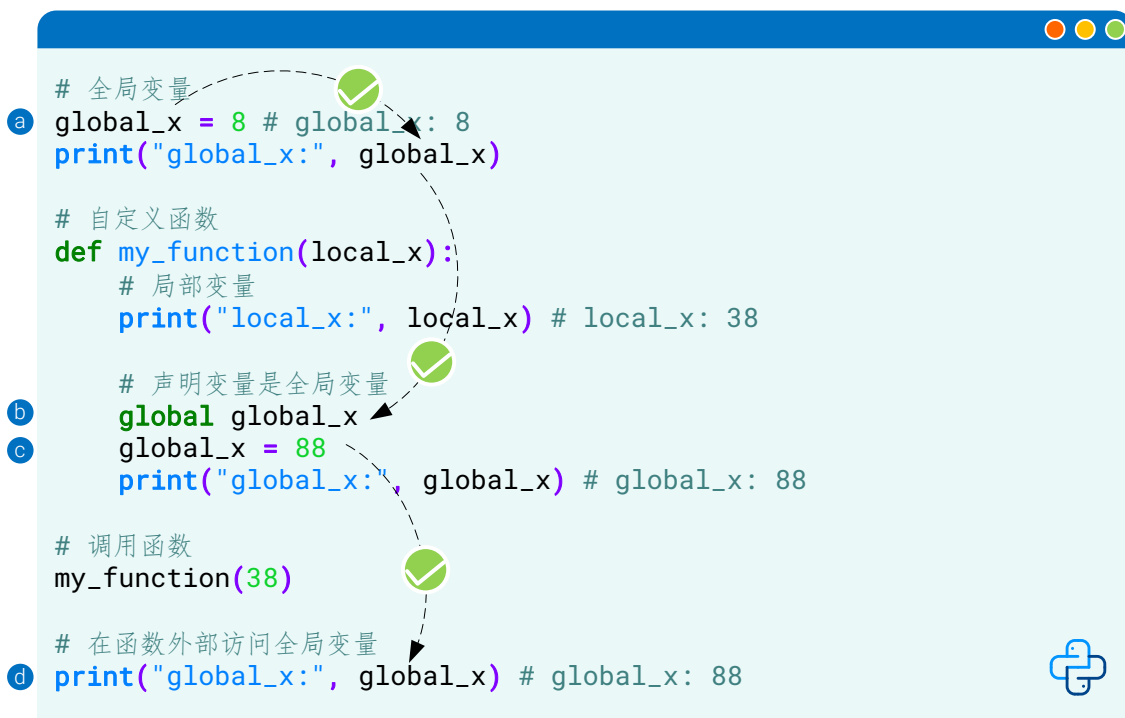 # 全局变量
a global_x = 8 # global_x: 8
print("global_x:", global_x)
# 自定义函数
def my_function(local_x):
# 局部变量
print("local_x:", local_x) # local_x: 38
# 声明变量是全局变量
b global global_x
c global_x = 88
print("global_x:", global_x) # global_x: 88
# 调用函数
my_function(38)
# 在函数外部访问全局变量
d print("global_x:", global_x) # global_x: 88